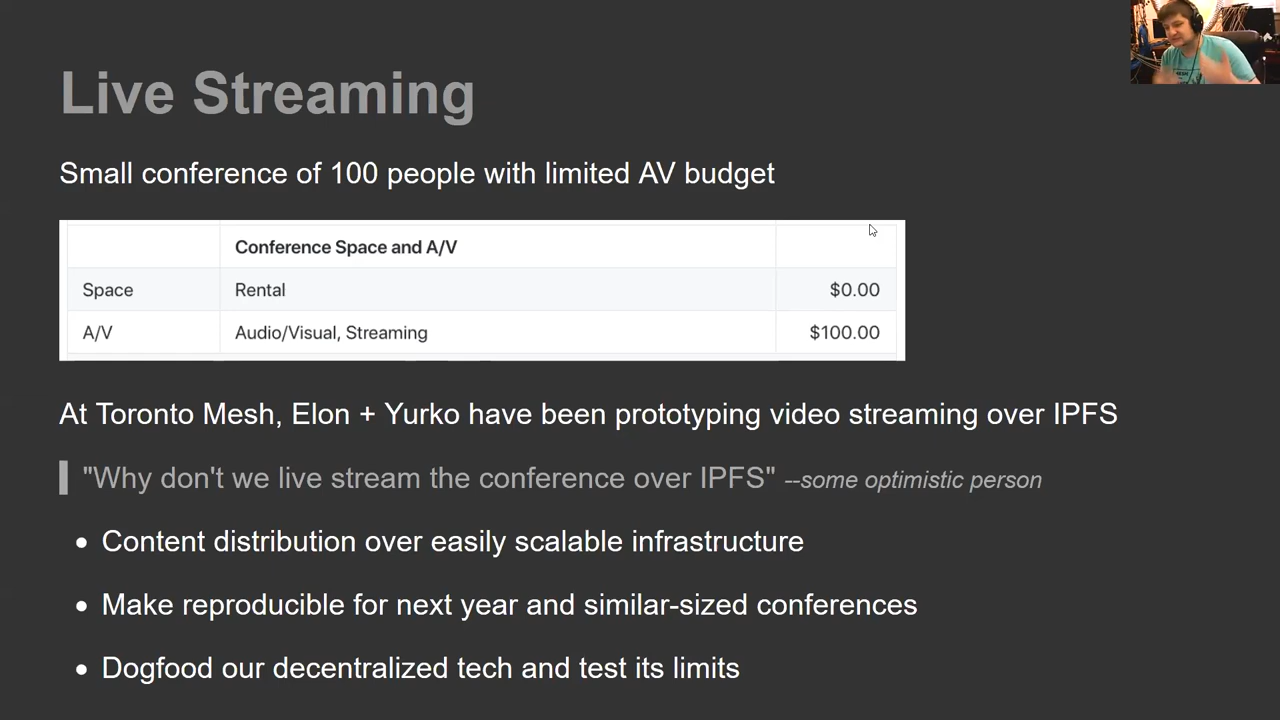 Live Streaming
Small conference of 100 people with limited AV budget
Conference Space and A/V
Space Rental $0.00
A/V Audio/Visual, Streaming $100.00
At Toronto Mesh, Elon + Yurko have been prototyping video streaming over IPFS
"Why don't we live stream the conference over IPFS" --some optimistic person
• Content distribution over easily scalable infrastructure
• Make reproducible for next year and similar-sized conferences
• Dogfood our decentralized tech and test its limits